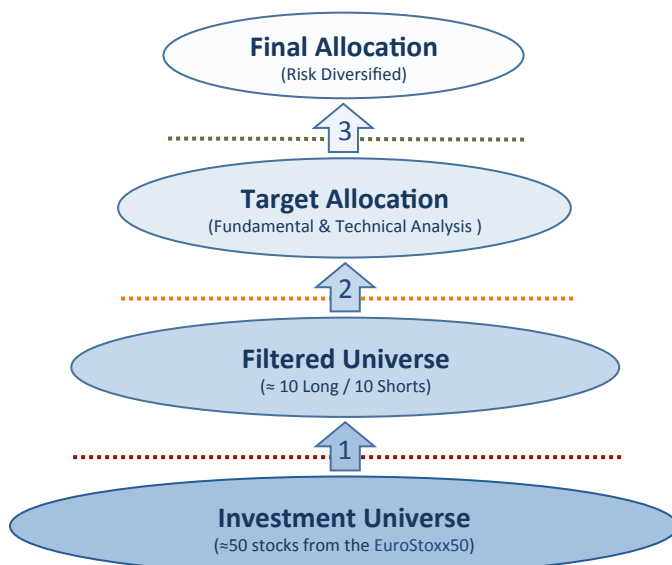 Final Allocation
(Risk Diversified)
3
Target Allocation
(Fundamental & Technical Analysis )
2
Filtered Universe
(≈ 10 Long / 10 Shorts)
1
Investment Universe
(≈50 stocks from the EuroStoxx50)